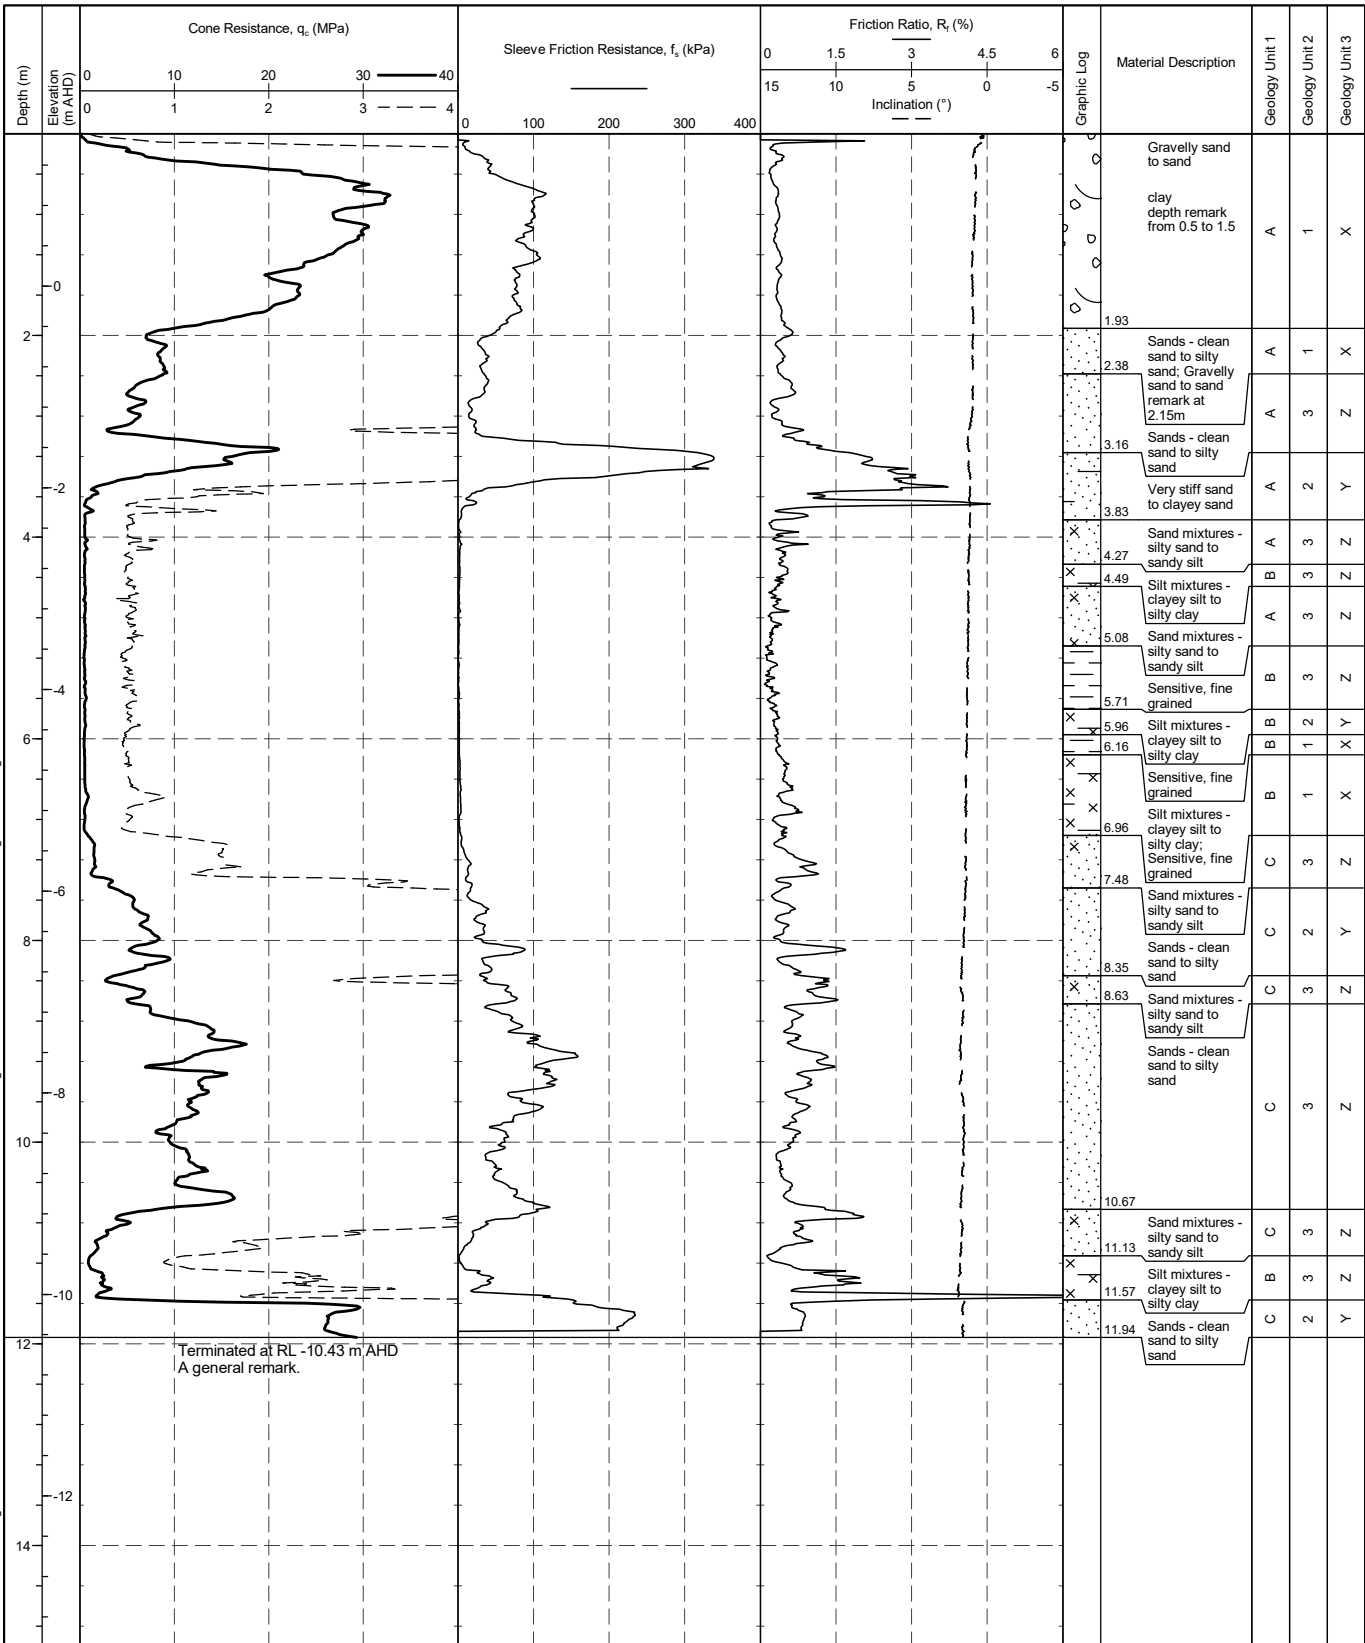 Cone Resistance, qc (MPa)
Sleeve Friction Resistance, fs (kPa)
Friction Ratio, Rf (%)
Inclination (°)
Depth (m)
Elevation
(m AHD)
Graphic Log
Material Description
Geology Unit 1
Geology Unit 2
Geology Unit 3
0 10 20 30 40
0 1 2 3 4
0 100 200 300 400
0 1.5 3 4.5 6
15 10 5 0 -5
2
4
6
8
10
12
14
0
-2
-4
-6
-8
-10
-12
Gravelly sand
to sand
clay
depth remark
from 0.5 to 1.5
A 1 X
1.93
Sands - clean
sand to silty
sand; Gravelly
sand to sand
remark at
2.15m
A 1 X
2.38
Sands - clean
sand to silty
sand
A 3 Z
3.16
Very stiff sand
to clayey sand
A 2 Y
3.83
Sand mixtures -
silty sand to
sandy silt
A 3 Z
4.27
Silt mixtures -
clayey silt to
silty clay
B 3 Z
4.49
Sand mixtures -
silty sand to
sandy silt
A 3 Z
5.08
Sensitive, fine
grained
B 3 Z
5.71
Silt mixtures -
clayey silt to
silty clay
B 2 Y
5.96
Sensitive, fine
grained
B 1 X
6.16
Silt mixtures -
clayey silt to
silty clay;
Sensitive, fine
grained
B 1 X
6.96
Sand mixtures -
silty sand to
sandy silt
C 3 Z
7.48
Sands - clean
sand to silty
sand
C 2 Y
8.35
Sand mixtures -
silty sand to
sandy silt
C 3 Z
8.63
Sands - clean
sand to silty
sand
C 3 Z
10.67
Sand mixtures -
silty sand to
sandy silt
C 3 Z
11.13
Silt mixtures -
clayey silt to
silty clay
B 3 Z
11.57
Sands - clean
sand to silty
sand
C 2 Y
11.94
Terminated at RL -10.43 m AHD
A general remark.